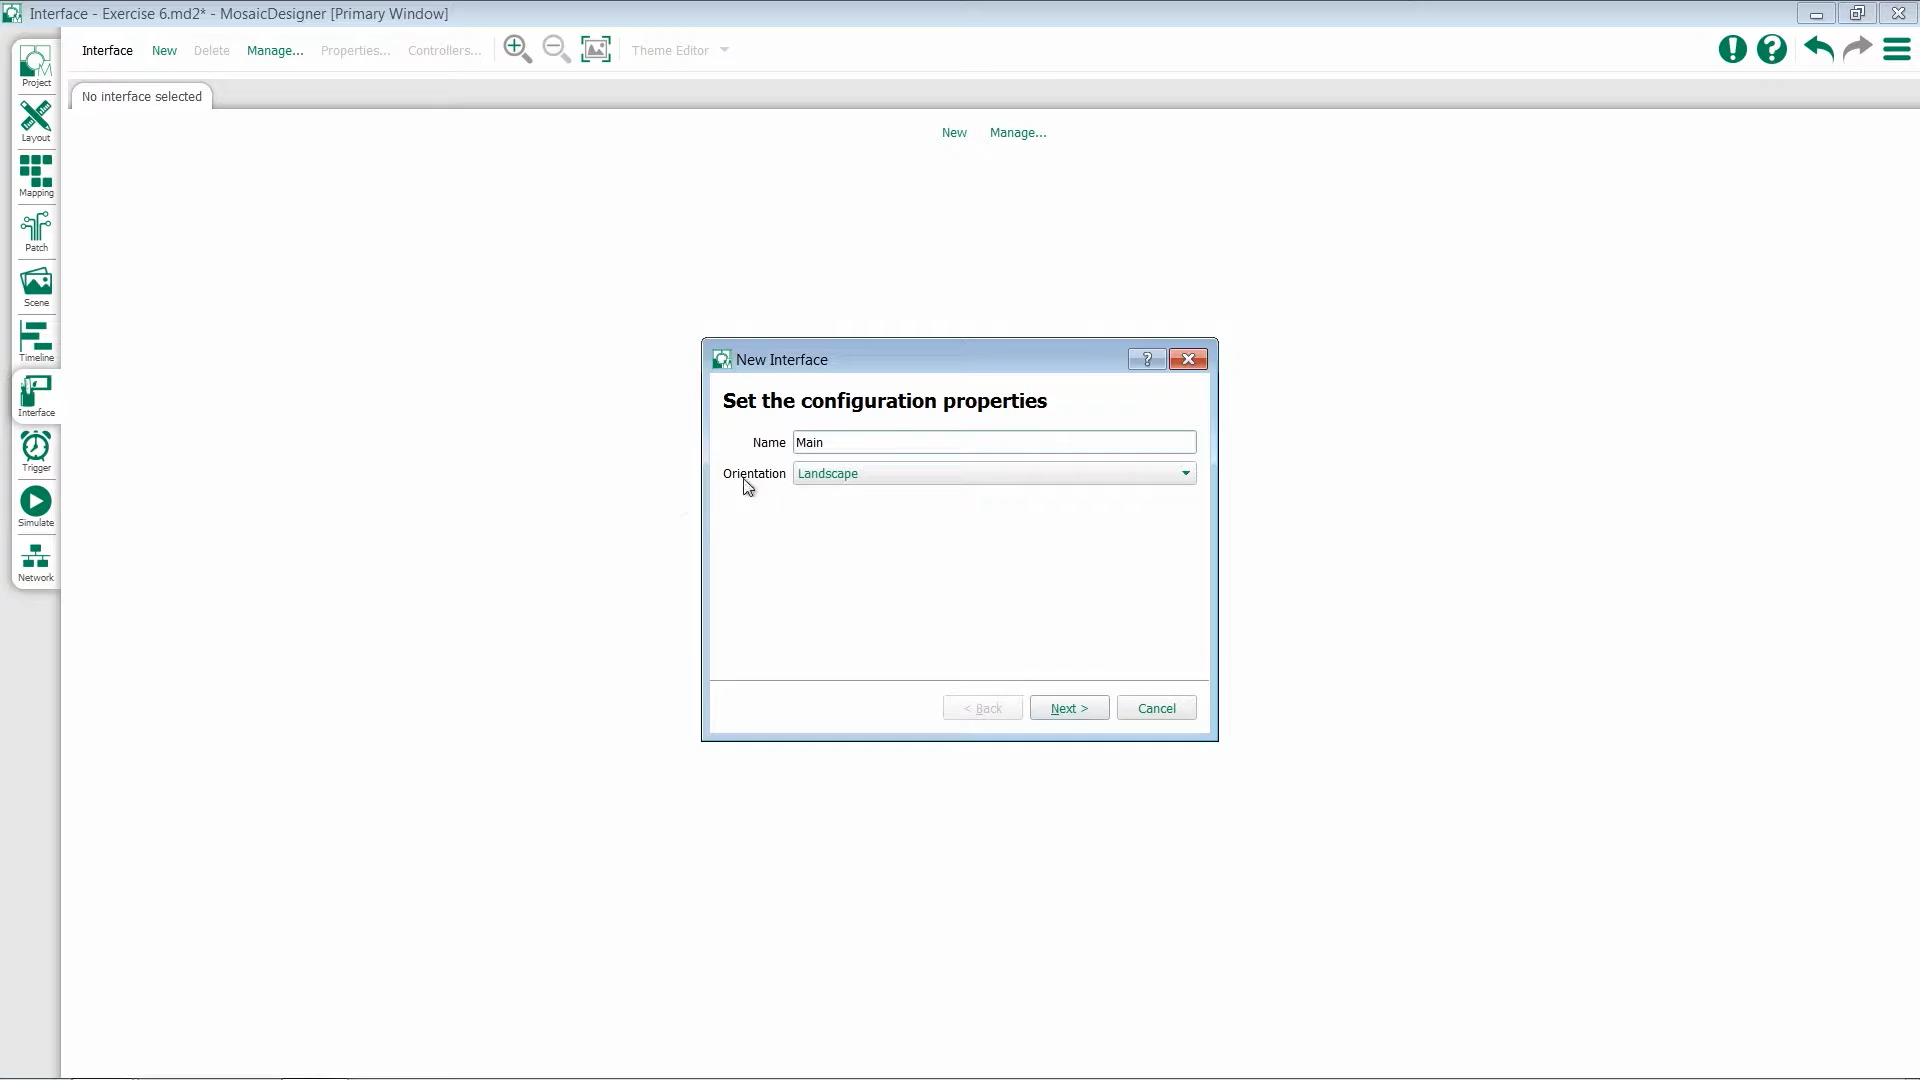 Interface - Exercise 6.md2* - MosaicDesigner [Primary Window]
Interface New Delete Manage... Properties... Controllers... Theme Editor
No interface selected
New Manage...
Project
Layout
Mapping
Patch
Scene
Timeline
Interface
Trigger
Simulate
Network
New Interface
Set the configuration properties
Name Main
Orientation Landscape
< Back Next > Cancel